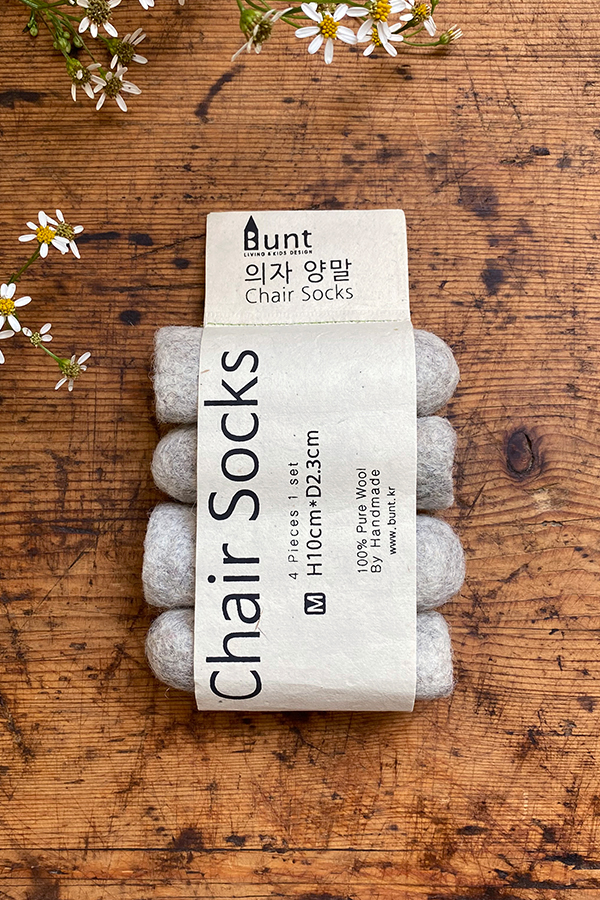 Bunt
LIVING & KIDS DESIGN
의자 양말
Chair Socks
Chair Socks
4 Pieces 1 set
M H10cm*D2.3cm
100% Pure Wool
By Handmade
www.bunt.kr